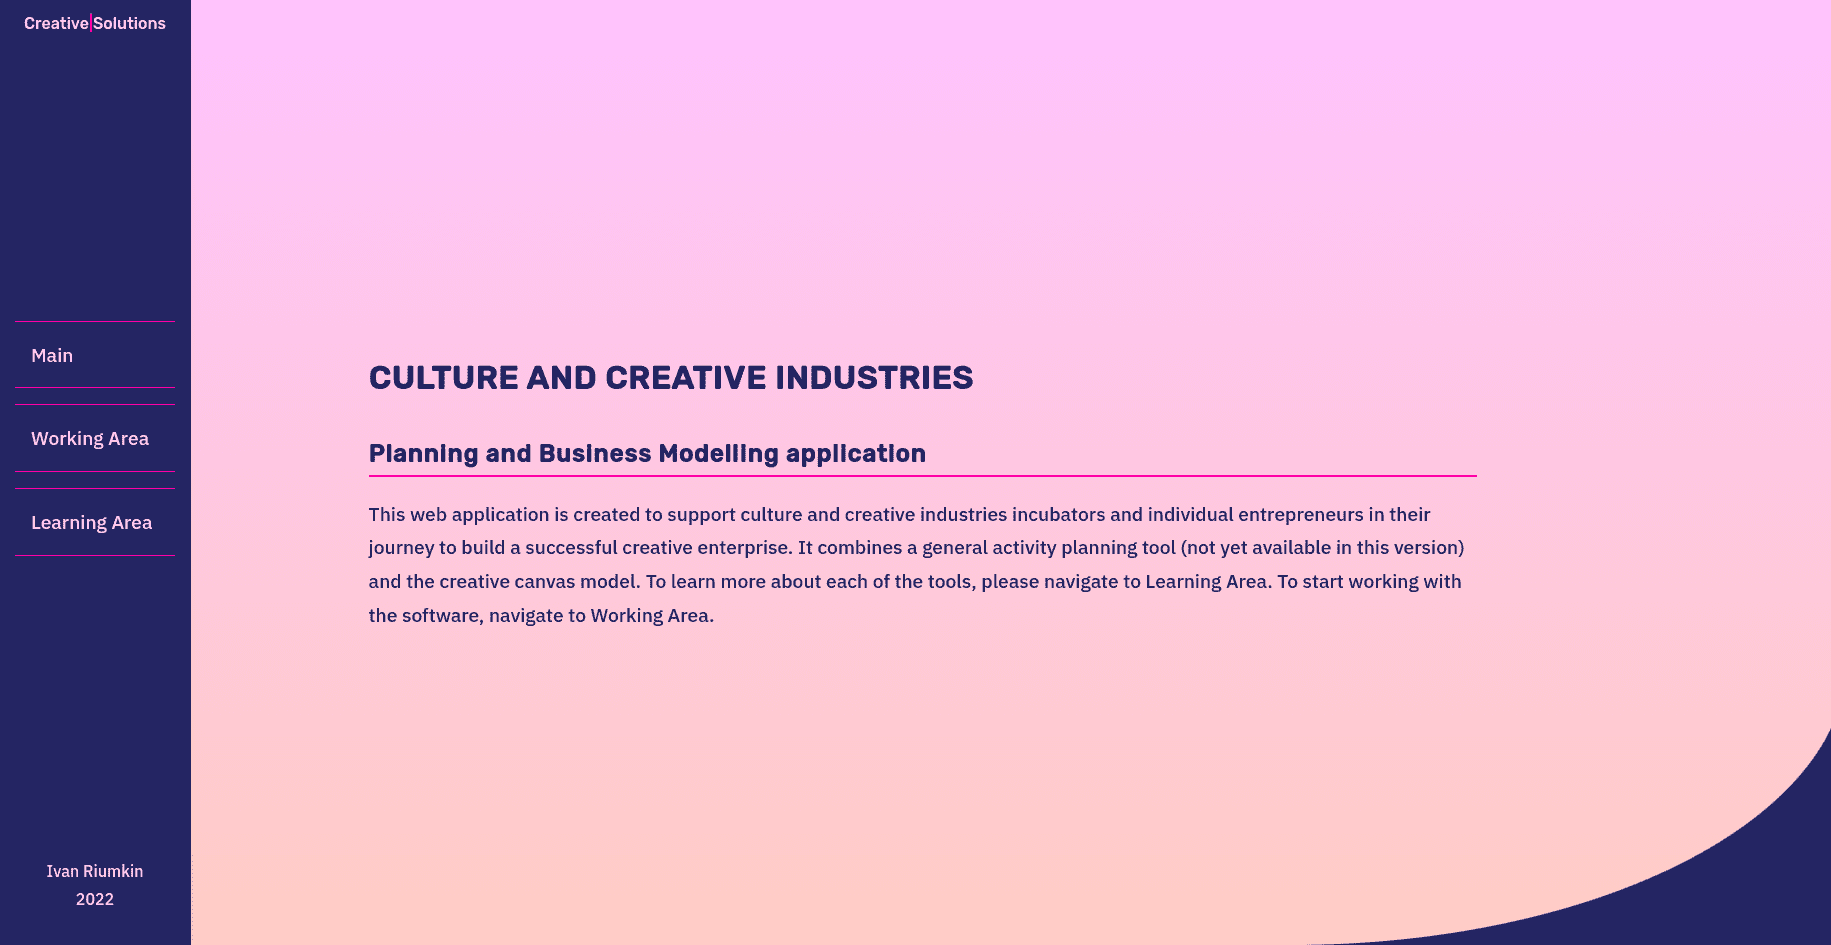 Creative|Solutions
Main
Working Area
Learning Area
Ivan Riumkin
2022
CULTURE AND CREATIVE INDUSTRIES
Planning and Business Modelling application
This web application is created to support culture and creative industries incubators and individual entrepreneurs in their
journey to build a successful creative enterprise. It combines a general activity planning tool (not yet available in this version)
and the creative canvas model. To learn more about each of the tools, please navigate to Learning Area. To start working with
the software, navigate to Working Area.